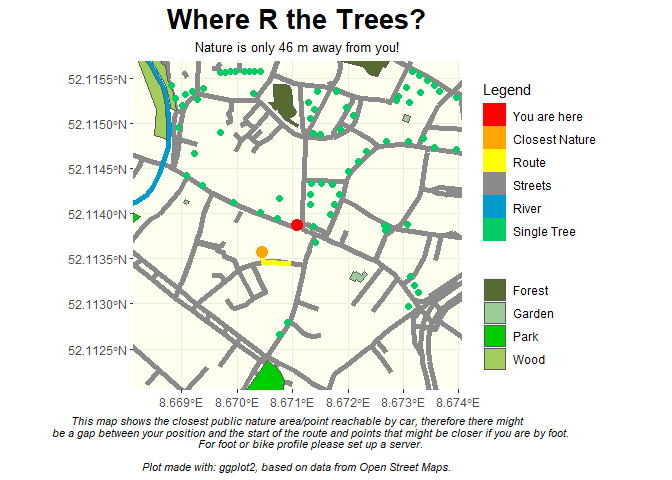 Where R the Trees?
Nature is only 46 m away from you!
52.1155°N
52.1150°N
52.1145°N
52.1140°N
52.1135°N
52.1130°N
52.1125°N
8.669°E 8.670°E 8.671°E 8.672°E 8.673°E 8.674°E
Legend
You are here
Closest Nature
Route
Streets
River
Single Tree
Forest
Garden
Park
Wood
This map shows the closest public nature area/point reachable by car, therefore there might
be a gap between your position and the start of the route and points that might be closer if you are by foot.
For foot or bike profile please set up a server.
Plot made with: ggplot2, based on data from Open Street Maps.